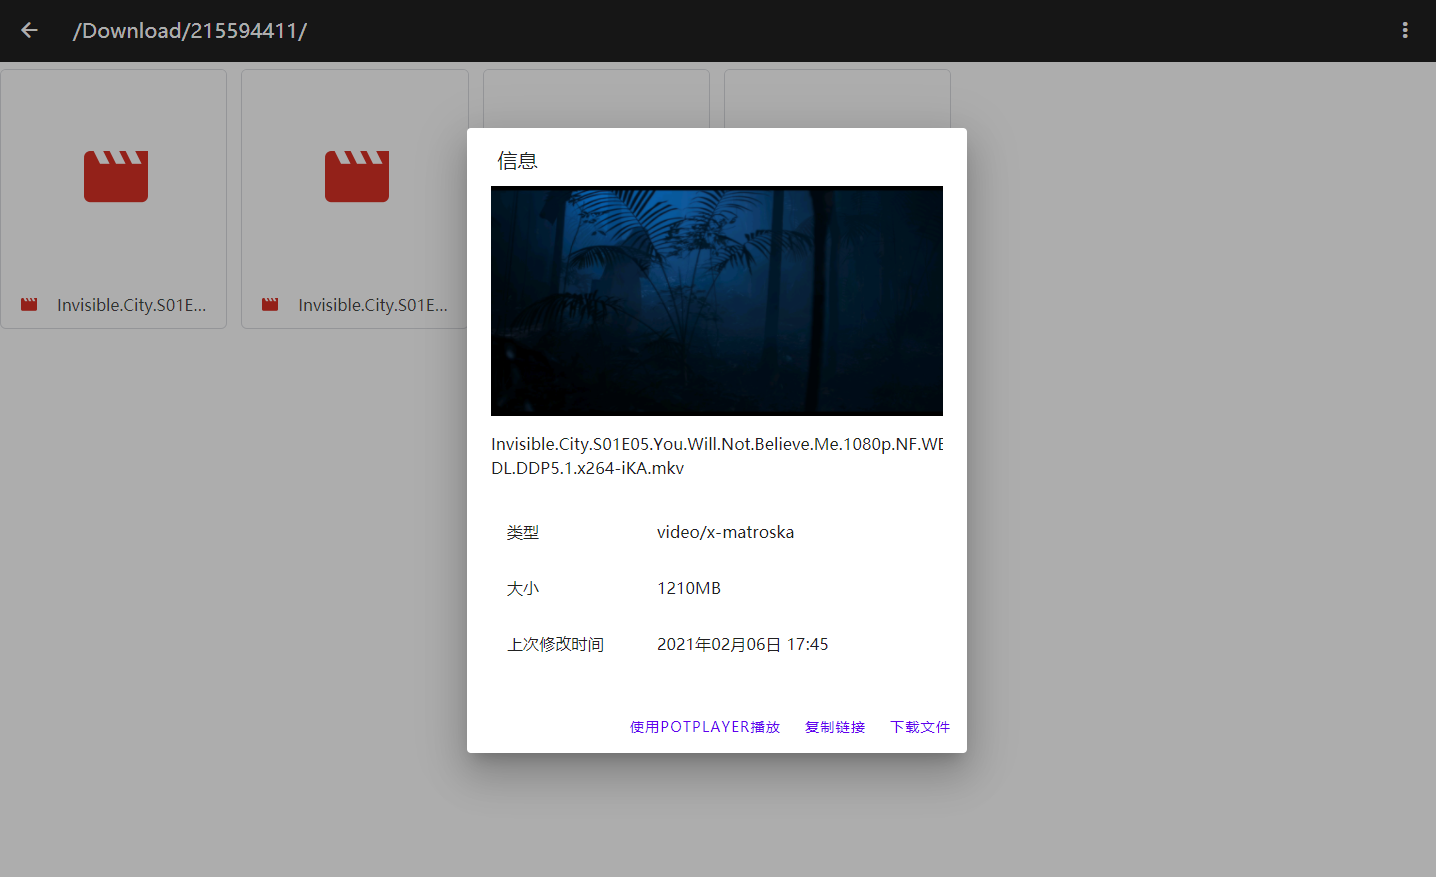 /Download/215594411/
Invisible.City.S01E...
Invisible.City.S01E...
信息
Invisible.City.S01E05.You.Will.Not.Believe.Me.1080p.NF.WE
DL.DDP5.1.x264-iKA.mkv
类型 video/x-matroska
大小 1210MB
上次修改时间 2021年02月06日 17:45
使用POTPLAYER播放 复制链接 下载文件